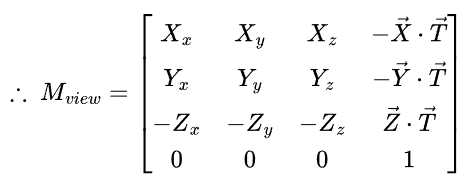 ∴ M_view = [ X_x X_y X_z −X⃗ · T⃗
Y_x Y_y Y_z −Y⃗ · T⃗
−Z_x −Z_y −Z_z Z⃗ · T⃗
0 0 0 1 ]